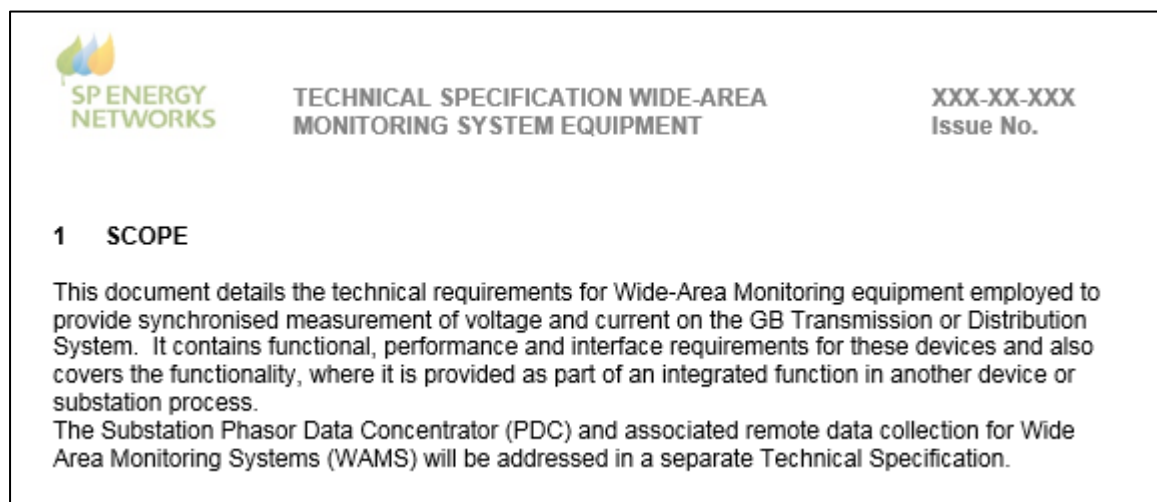 SP ENERGY
NETWORKS
TECHNICAL SPECIFICATION WIDE-AREA
MONITORING SYSTEM EQUIPMENT
XXX-XX-XXX
Issue No.
1 SCOPE
This document details the technical requirements for Wide-Area Monitoring equipment employed to
provide synchronised measurement of voltage and current on the GB Transmission or Distribution
System. It contains functional, performance and interface requirements for these devices and also
covers the functionality, where it is provided as part of an integrated function in another device or
substation process.
The Substation Phasor Data Concentrator (PDC) and associated remote data collection for Wide
Area Monitoring Systems (WAMS) will be addressed in a separate Technical Specification.